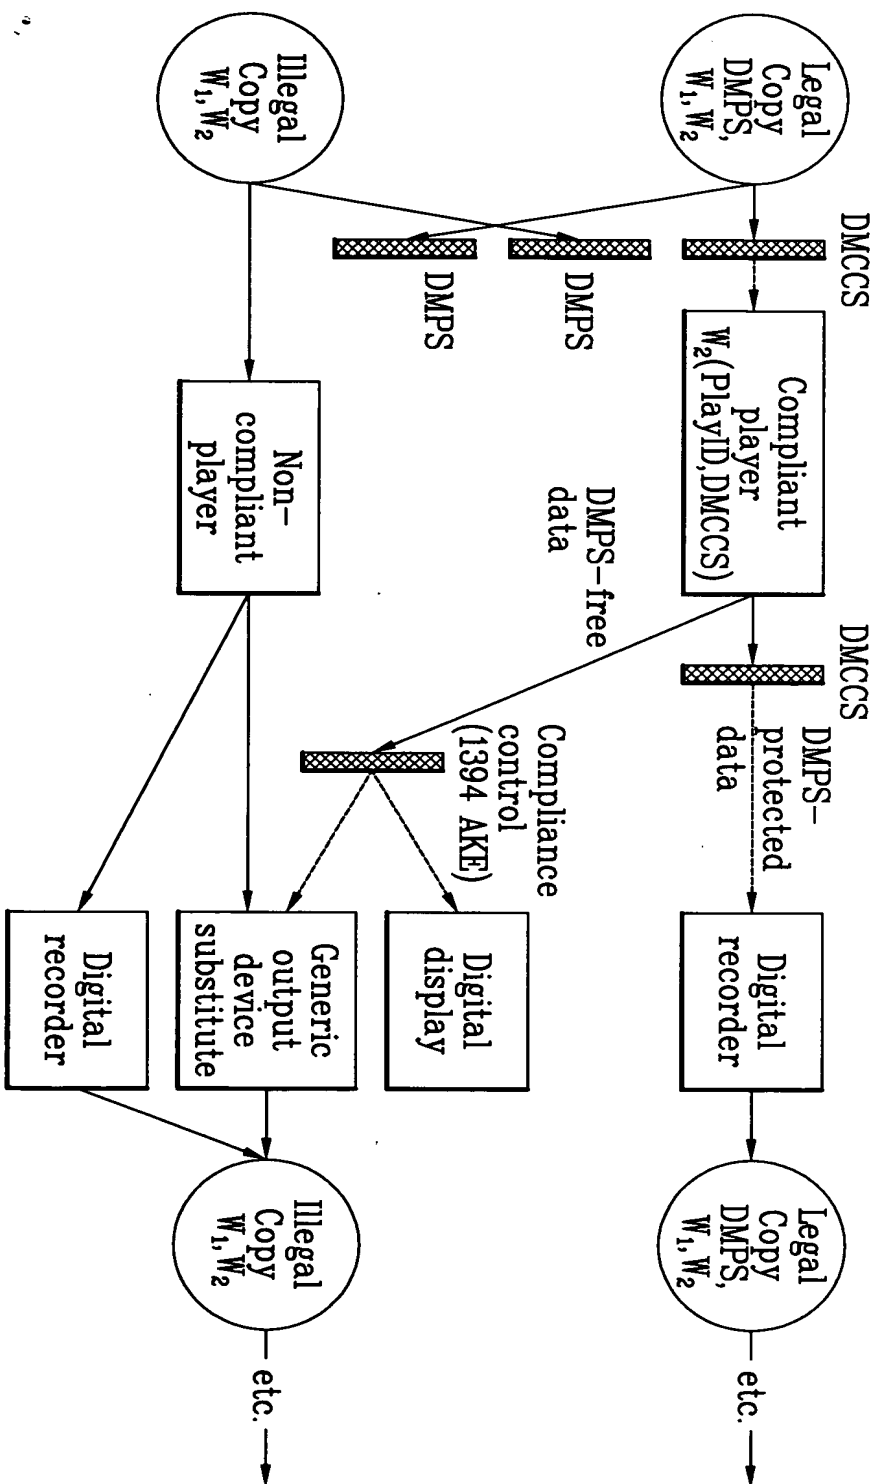 Legal
Copy
DMPS,
W₁, W₂
DMCCS
Compliant
player
W₂(PlayID,DMCCS)
DMCCS
DMPS-
protected
data
Digital
recorder
Legal
Copy
DMPS,
W₁, W₂
etc.
DMPS
DMPS
DMPS-free
data
Compliance
control
(1394 AKE)
Digital
display
Illegal
Copy
W₁, W₂
Non-
compliant
player
Generic
output
device
substitute
Digital
recorder
Illegal
Copy
W₁, W₂
etc.